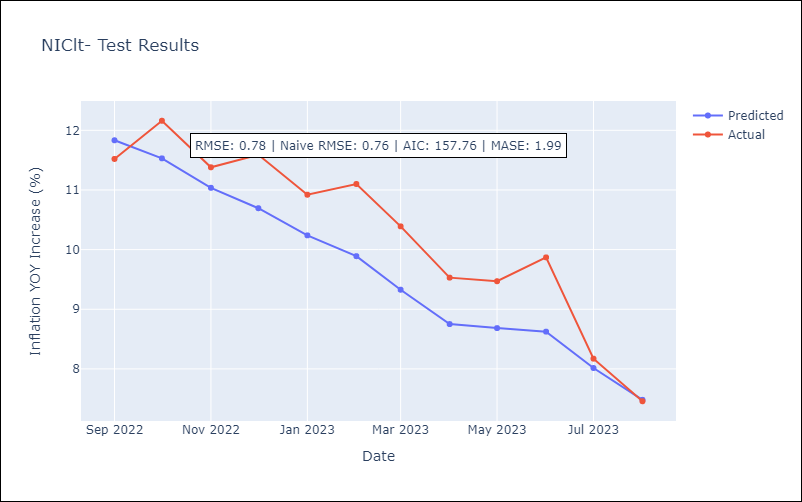 NIClt- Test Results
Predicted
Actual
RMSE: 0.78 | Naive RMSE: 0.76 | AIC: 157.76 | MASE: 1.99
12
11
10
9
8
Inflation YOY Increase (%)
Sep 2022 Nov 2022 Jan 2023 Mar 2023 May 2023 Jul 2023
Date